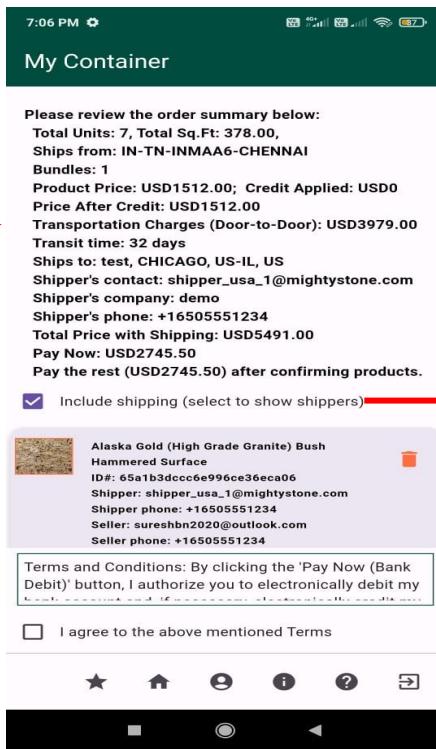 7:06 PM
87
My Container
Please review the order summary below:
Total Units: 7, Total Sq.Ft: 378.00,
Ships from: IN-TN-INMAA6-CHENNAI
Bundles: 1
Product Price: USD1512.00; Credit Applied: USD0
Price After Credit: USD1512.00
Transportation Charges (Door-to-Door): USD3979.00
Transit time: 32 days
Ships to: test, CHICAGO, US-IL, US
Shipper's contact: shipper_usa_1@mightystone.com
Shipper's company: demo
Shipper's phone: +16505551234
Total Price with Shipping: USD5491.00
Pay Now: USD2745.50
Pay the rest (USD2745.50) after confirming products.
Include shipping (select to show shippers)
Alaska Gold (High Grade Granite) Bush
Hammered Surface
ID#: 65a1b3dccc6e996ce36eca06
Shipper: shipper_usa_1@mightystone.com
Shipper phone: +16505551234
Seller: sureshbn2020@outlook.com
Seller phone: +16505551234
Terms and Conditions: By clicking the 'Pay Now (Bank
Debit)' button, I authorize you to electronically debit my
I agree to the above mentioned Terms